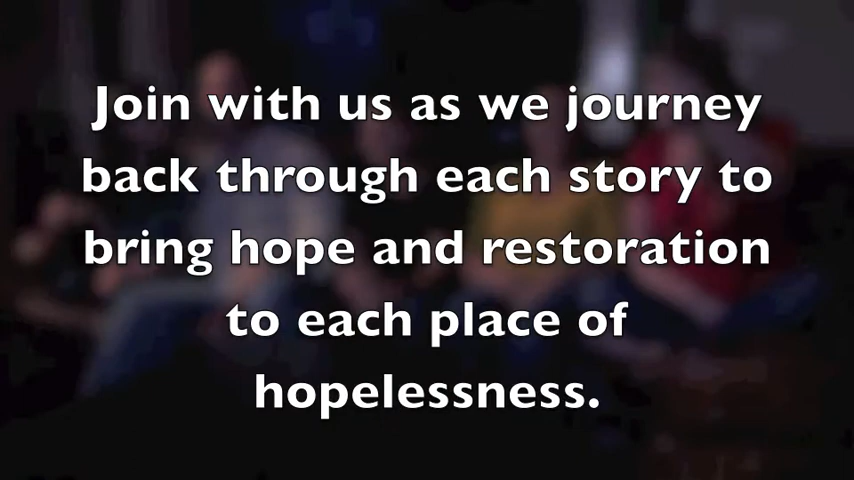 Join with us as we journey
back through each story to
bring hope and restoration
to each place of
hopelessness.